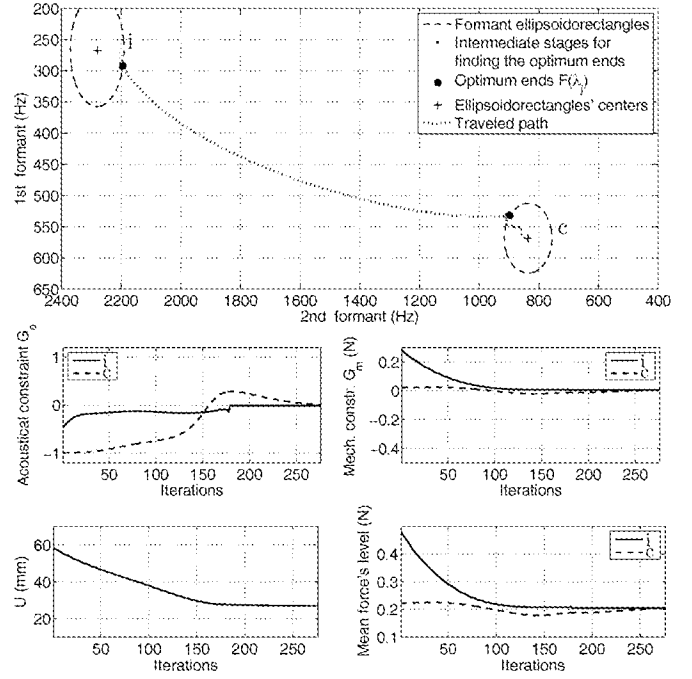 200
250
300
350
400
450
500
550
600
650
1st formant (Hz)
i
c
Formant ellipsoidorectangles
Intermediate stages for
finding the optimum ends
Optimum ends F(λ
Ellipsoidorectangles' centers
Traveled path
2400 2200 2000 1800 1600 1400 1200 1000 800 600 400
2nd formant (Hz)
Acoustical constraint G
1
0
−1
i
c
50 100 150 200 250
Iterations
Mech. constr. G_m (N)
0.2
0
−0.2
−0.4
i
c
50 100 150 200 250
Iterations
U (mm)
60
40
20
50 100 150 200 250
Iterations
Mean force's level (N)
0.4
0.3
0.2
0.1
i
c
50 100 150 200 250
Iterations